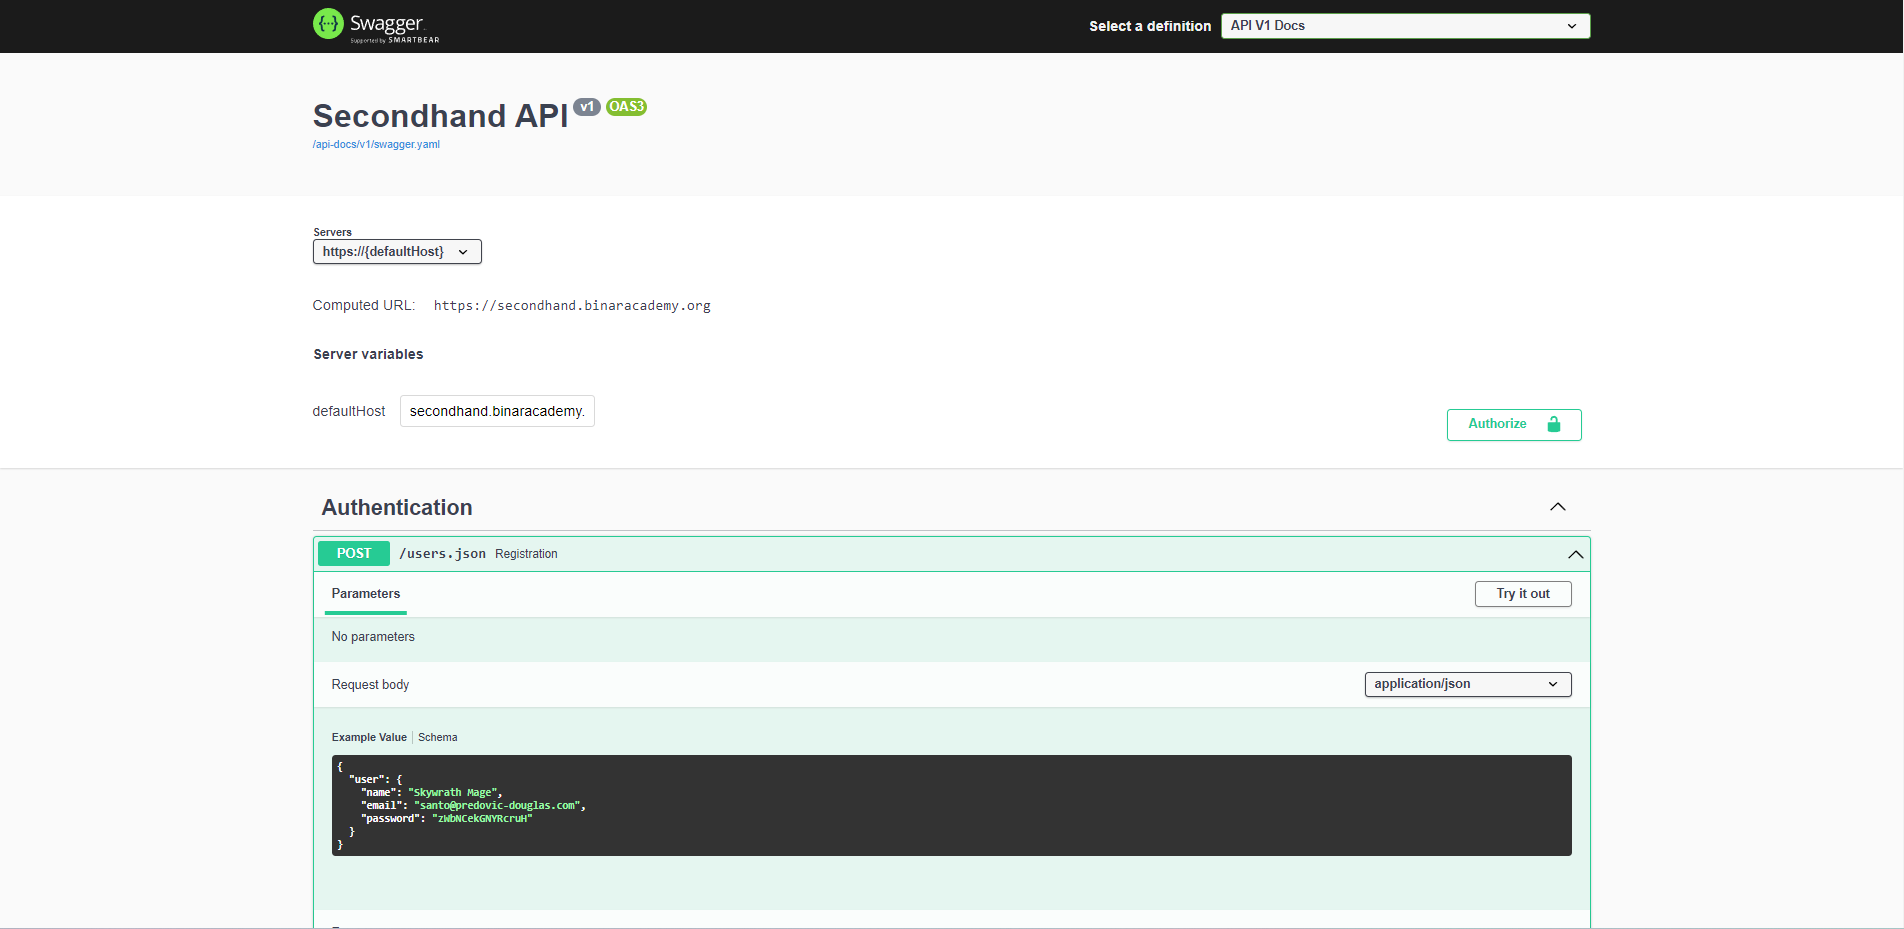 Swagger.
Supported by SMARTBEAR
Select a definition
API V1 Docs
Secondhand API v1 OAS3
/api-docs/v1/swagger.yaml
Servers
https://{defaultHost}
Computed URL: https://secondhand.binaracademy.org
Server variables
defaultHost secondhand.binaracademy.
Authorize
Authentication
POST /users.json Registration
Parameters
Try it out
No parameters
Request body
application/json
Example Value Schema
{
"user": {
"name": "Skywrath Mage",
"email": "santo@predovic-douglas.com",
"password": "zWbNCekGNYRcruH"
}
}